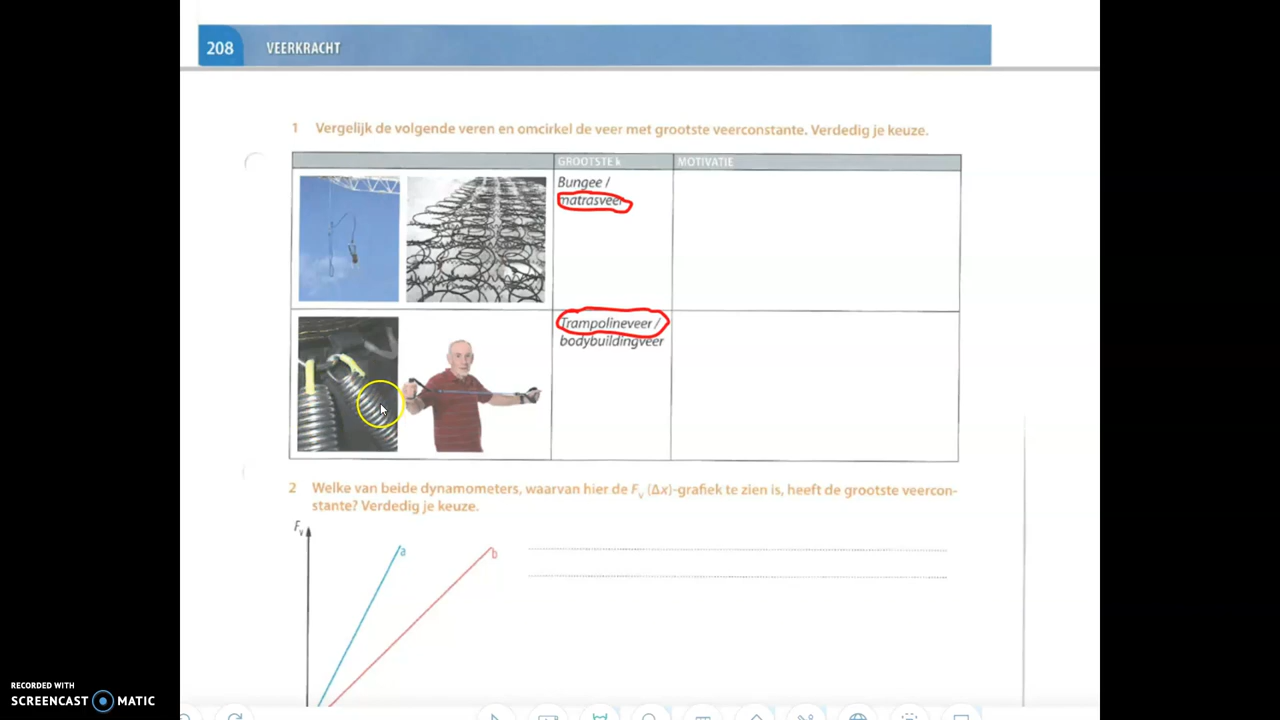 208 VEERKRACHT
1 Vergelijk de volgende veren en omcirkel de veer met grootste veerconstante. Verdedig je keuze.
GROOTSTE k MOTIVATIE
Bungee /
matrasveer
Trampolineveer /
bodybuildingveer
2 Welke van beide dynamometers, waarvan hier de Fv (Δx)-grafiek te zien is, heeft de grootste veercon-
stante? Verdedig je keuze.
Fv
a
b
RECORDED WITH
SCREENCAST MATIC